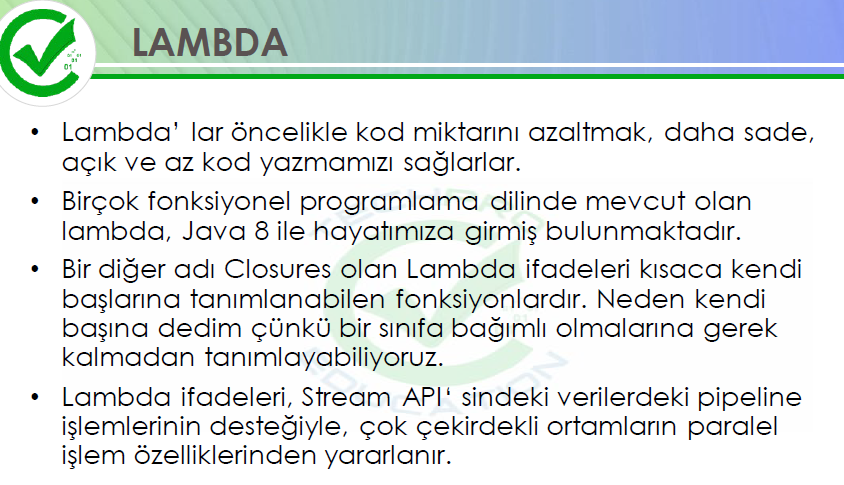 LAMBDA
• Lambda’ lar öncelikle kod miktarını azaltmak, daha sade,
açık ve az kod yazmamızı sağlarlar.
• Birçok fonksiyonel programlama dilinde mevcut olan
lambda, Java 8 ile hayatımıza girmiş bulunmaktadır.
• Bir diğer adı Closures olan Lambda ifadeleri kısaca kendi
başlarına tanımlanabilen fonksiyonlardır. Neden kendi
başına dedim çünkü bir sınıfa bağımlı olmalarına gerek
kalmadan tanımlayabiliyoruz.
• Lambda ifadeleri, Stream API‘ sindeki verilerdeki pipeline
işlemlerinin desteğiyle, çok çekirdekli ortamların paralel
işlem özelliklerinden yararlanır.